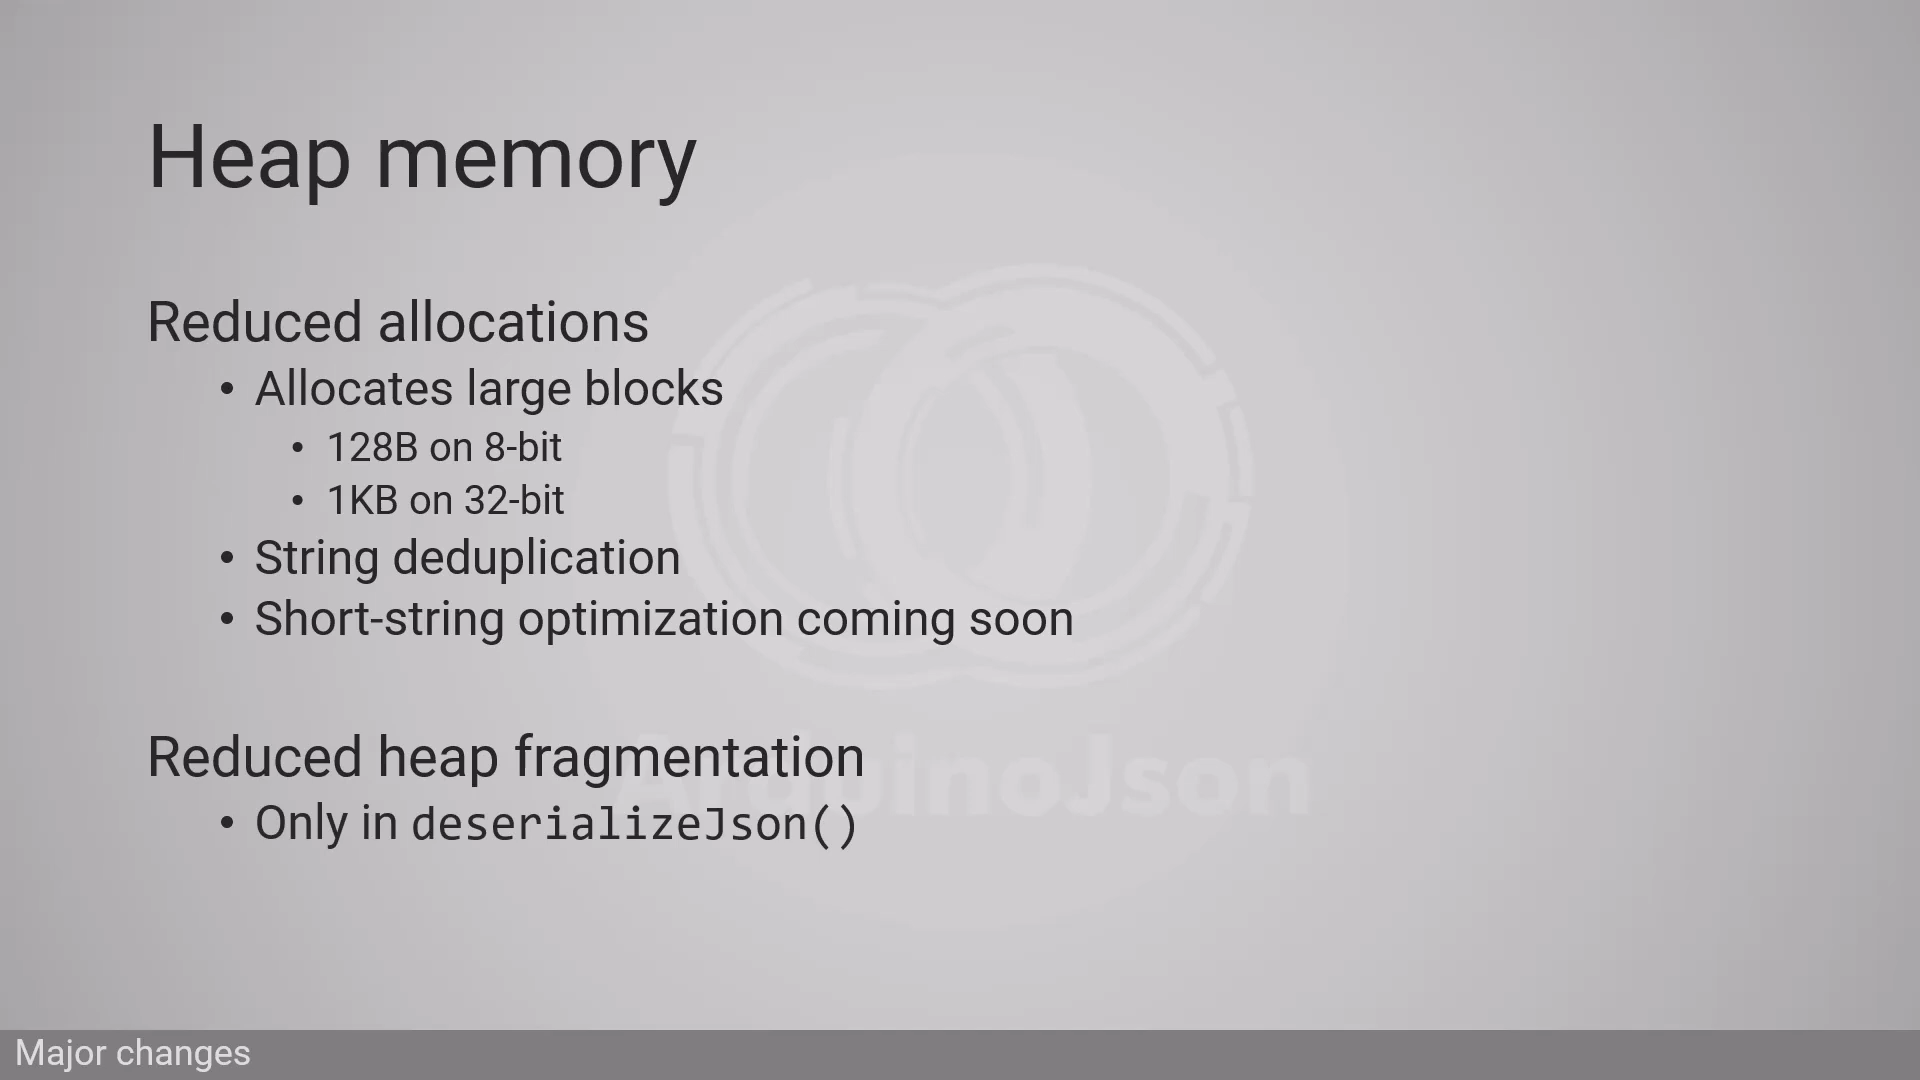 Heap memory
Reduced allocations
• Allocates large blocks
• 128B on 8-bit
• 1KB on 32-bit
• String deduplication
• Short-string optimization coming soon
Reduced heap fragmentation
ArduinoJson
• Only in deserializeJson()
Major changes